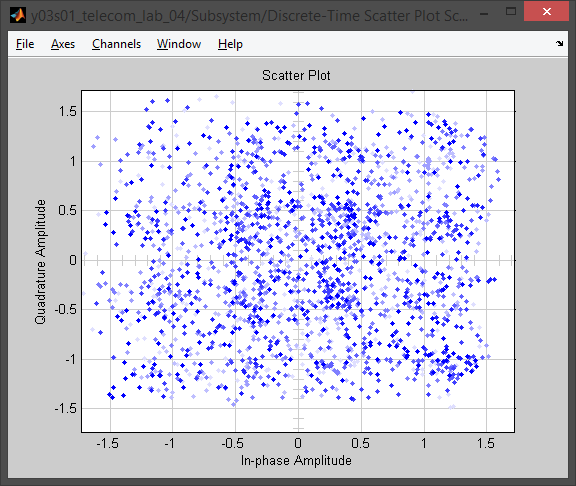 y03s01_telecom_lab_04/Subsystem/Discrete-Time Scatter Plot Sc...
File Axes Channels Window Help
Scatter Plot
Quadrature Amplitude
1.5
1
0.5
0
-0.5
-1
-1.5
-1.5 -1 -0.5 0 0.5 1 1.5
In-phase Amplitude